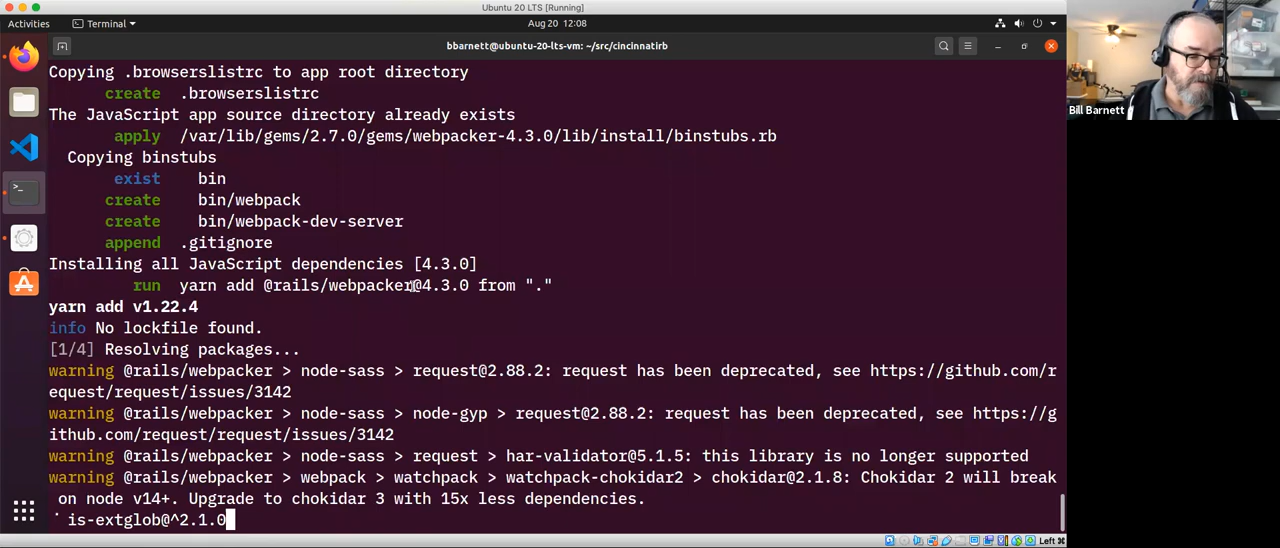 Ubuntu 20 LTS [Running]
Activities
Terminal
Aug 20 12:08
bbarnett@ubuntu-20-lts-vm: ~/src/cincinnatirb
Bill Barnett
Copying .browserslistrc to app root directory
create .browserslistrc
The JavaScript app source directory already exists
apply /var/lib/gems/2.7.0/gems/webpacker-4.3.0/lib/install/binstubs.rb
Copying binstubs
exist bin
create bin/webpack
create bin/webpack-dev-server
append .gitignore
Installing all JavaScript dependencies [4.3.0]
run yarn add @rails/webpacker@4.3.0 from "."
yarn add v1.22.4
info No lockfile found.
[1/4] Resolving packages...
warning @rails/webpacker > node-sass > request@2.88.2: request has been deprecated, see https://github.com/r
equest/request/issues/3142
warning @rails/webpacker > node-sass > node-gyp > request@2.88.2: request has been deprecated, see https://g
ithub.com/request/request/issues/3142
warning @rails/webpacker > node-sass > request > har-validator@5.1.5: this library is no longer supported
warning @rails/webpacker > webpack > watchpack > watchpack-chokidar2 > chokidar@2.1.8: Chokidar 2 will break
on node v14+. Upgrade to chokidar 3 with 15x less dependencies.
⠁ is-extglob@^2.1.0
Left ⌘